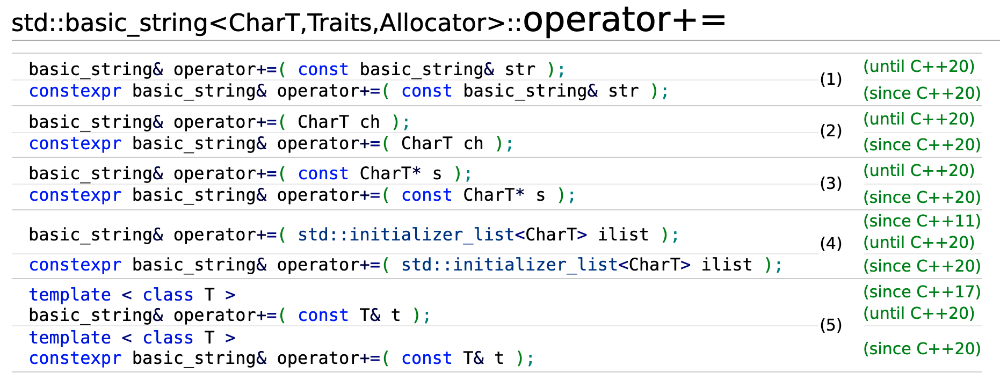 std::basic_string<CharT,Traits,Allocator>::operator+=
basic_string& operator+=( const basic_string& str ); (until C++20)
(1)
constexpr basic_string& operator+=( const basic_string& str ); (since C++20)
basic_string& operator+=( CharT ch ); (until C++20)
(2)
constexpr basic_string& operator+=( CharT ch ); (since C++20)
basic_string& operator+=( const CharT* s ); (until C++20)
(3)
constexpr basic_string& operator+=( const CharT* s ); (since C++20)
(since C++11)
basic_string& operator+=( std::initializer_list<CharT> ilist ); (until C++20)
(4)
constexpr basic_string& operator+=( std::initializer_list<CharT> ilist ); (since C++20)
template < class T > (since C++17)
basic_string& operator+=( const T& t ); (until C++20)
(5)
template < class T >
constexpr basic_string& operator+=( const T& t ); (since C++20)